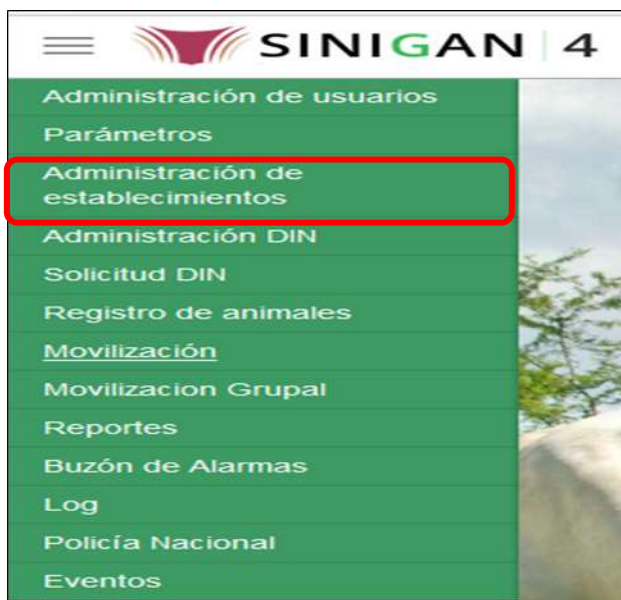 SINIGAN 4
Administración de usuarios
Parámetros
Administración de
establecimientos
Administración DIN
Solicitud DIN
Registro de animales
Movilización
Movilizacion Grupal
Reportes
Buzón de Alarmas
Log
Policía Nacional
Eventos